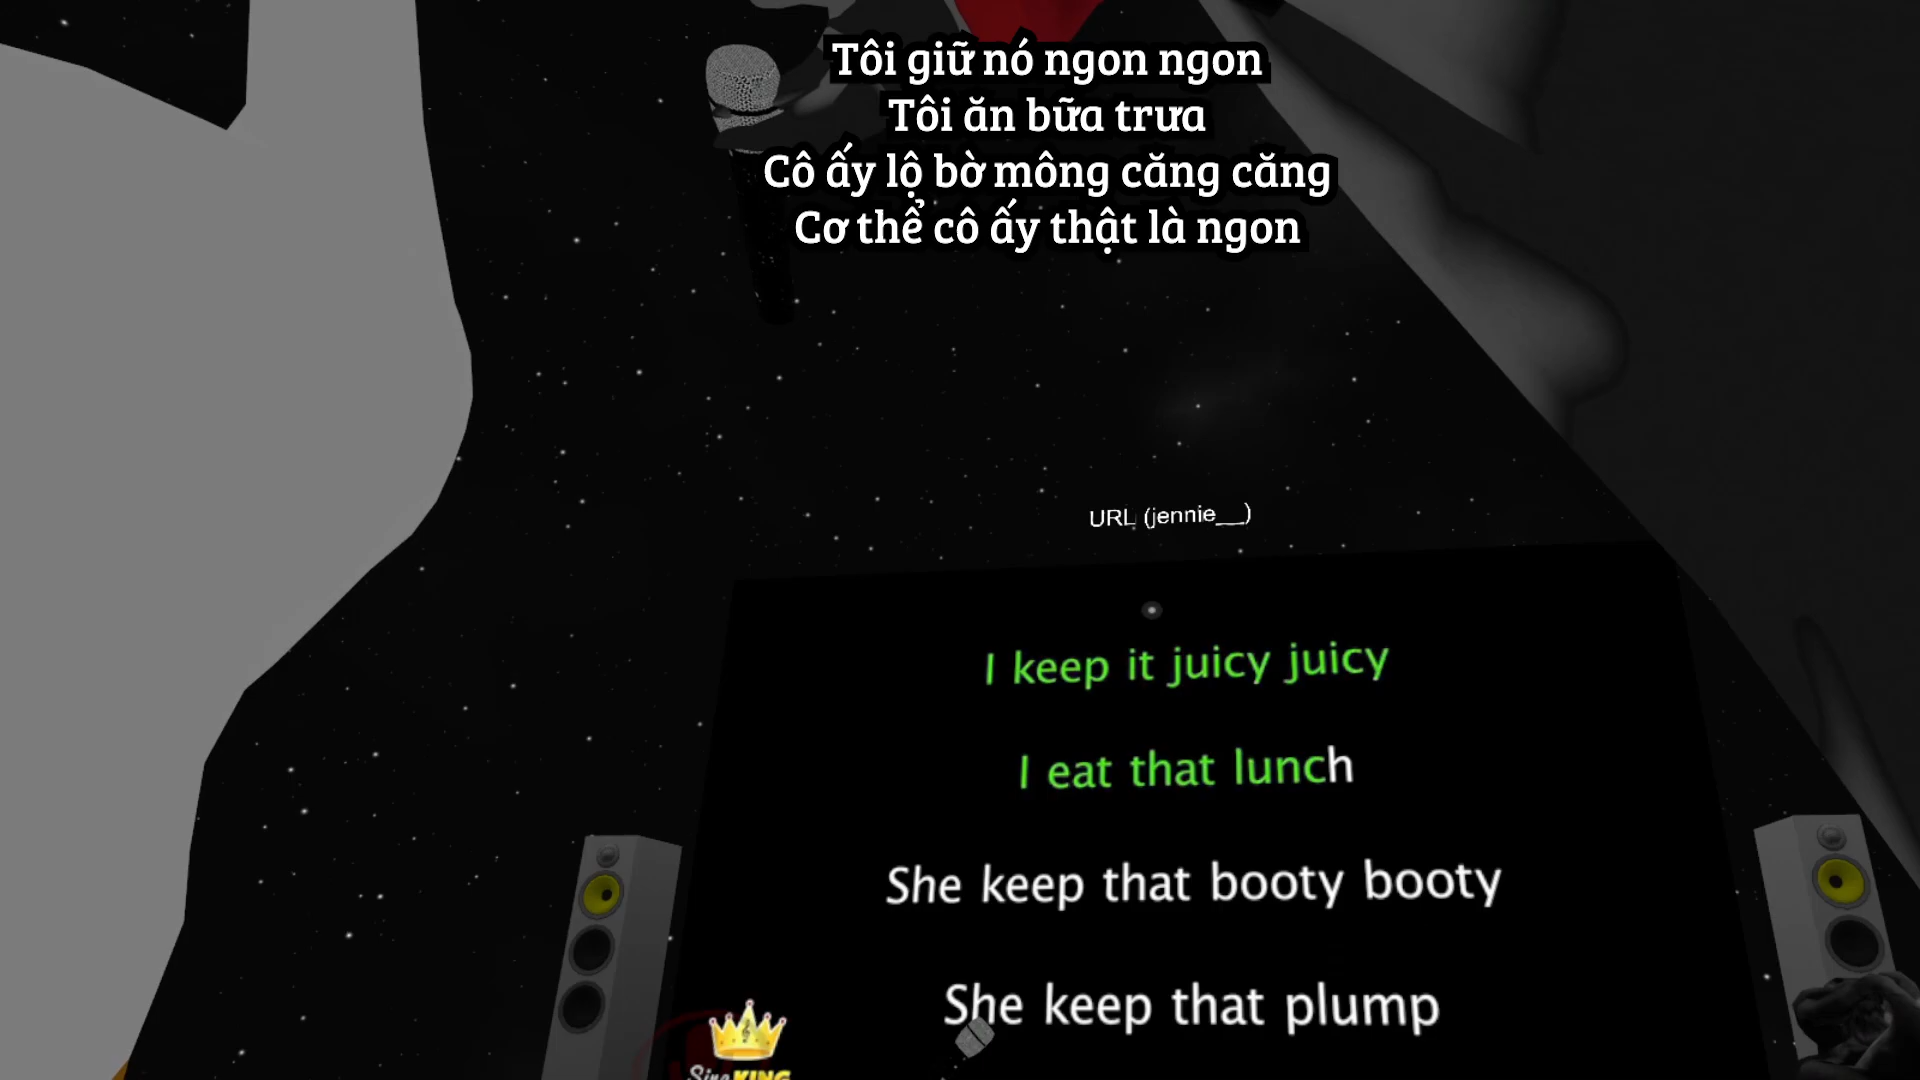 Tôi giữ nó ngon ngon
Tôi ăn bữa trưa
Cô ấy lộ bờ mông căng căng
Cơ thể cô ấy thật là ngon
URL (jennie__)
I keep it juicy juicy
I eat that lunch
She keep that booty booty
She keep that plump
Sing KING